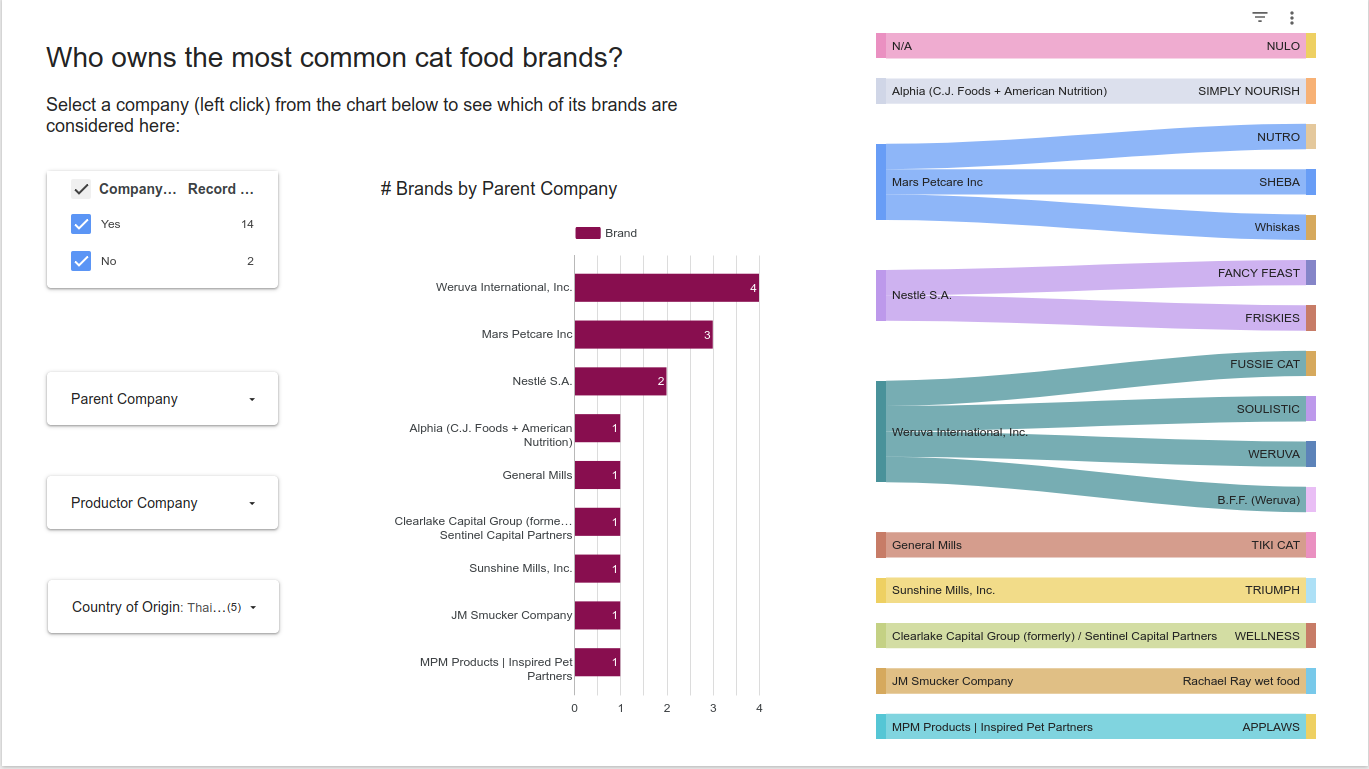 Who owns the most common cat food brands?
Select a company (left click) from the chart below to see which of its brands are
considered here:
Company... Record ...
Yes 14
No 2
Parent Company
Productor Company
Country of Origin: Thai...(5)
# Brands by Parent Company
Brand
Weruva International, Inc. 4
Mars Petcare Inc 3
Nestlé S.A. 2
Alphia (C.J. Foods + American
Nutrition) 1
General Mills 1
Clearlake Capital Group (forme...
Sentinel Capital Partners 1
Sunshine Mills, Inc. 1
JM Smucker Company 1
MPM Products | Inspired Pet
Partners 1
0 1 2 3 4
N/A NULO
Alphia (C.J. Foods + American Nutrition) SIMPLY NOURISH
NUTRO
Mars Petcare Inc SHEBA
Whiskas
FANCY FEAST
Nestlé S.A.
FRISKIES
FUSSIE CAT
SOULISTIC
Weruva International, Inc.
WERUVA
B.F.F. (Weruva)
General Mills TIKI CAT
Sunshine Mills, Inc. TRIUMPH
Clearlake Capital Group (formerly) / Sentinel Capital Partners WELLNESS
JM Smucker Company Rachael Ray wet food
MPM Products | Inspired Pet Partners APPLAWS